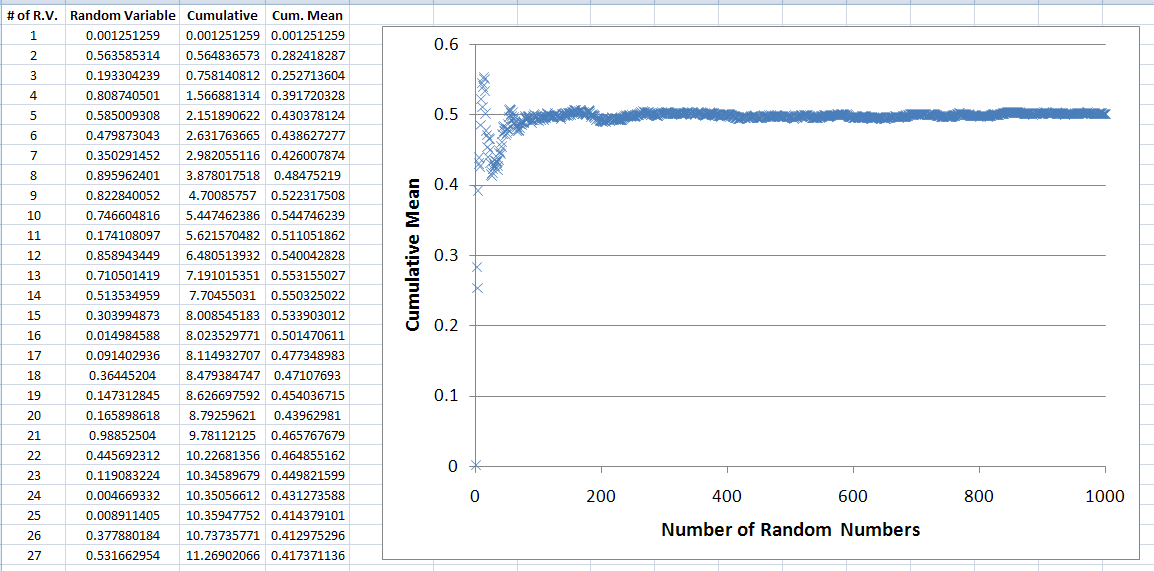 # of R.V. Random Variable Cumulative Cum. Mean
1 0.001251259 0.001251259 0.001251259
2 0.563585314 0.564836573 0.282418287
3 0.193304239 0.758140812 0.252713604
4 0.808740501 1.566881314 0.391720328
5 0.585009308 2.151890622 0.430378124
6 0.479873043 2.631763665 0.438627277
7 0.350291452 2.982055116 0.426007874
8 0.895962401 3.878017518 0.48475219
9 0.822840052 4.70085757 0.522317508
10 0.746604816 5.447462386 0.544746239
11 0.174108097 5.621570482 0.511051862
12 0.858943449 6.480513932 0.540042828
13 0.710501419 7.191015351 0.553155027
14 0.513534959 7.70455031 0.550325022
15 0.303994873 8.008545183 0.533903012
16 0.014984588 8.023529771 0.501470611
17 0.091402936 8.114932707 0.477348983
18 0.36445204 8.479384747 0.47107693
19 0.147312845 8.626697592 0.454036715
20 0.165898618 8.79259621 0.43962981
21 0.98852504 9.78112125 0.465767679
22 0.445692312 10.22681356 0.464855162
23 0.119083224 10.34589679 0.449821599
24 0.004669332 10.35056612 0.431273588
25 0.008911405 10.35947752 0.414379101
26 0.377880184 10.73735771 0.412975296
27 0.531662954 11.26902066 0.417371136
Cumulative Mean
0.6
0.5
0.4
0.3
0.2
0.1
0
0 200 400 600 800 1000
Number of Random Numbers